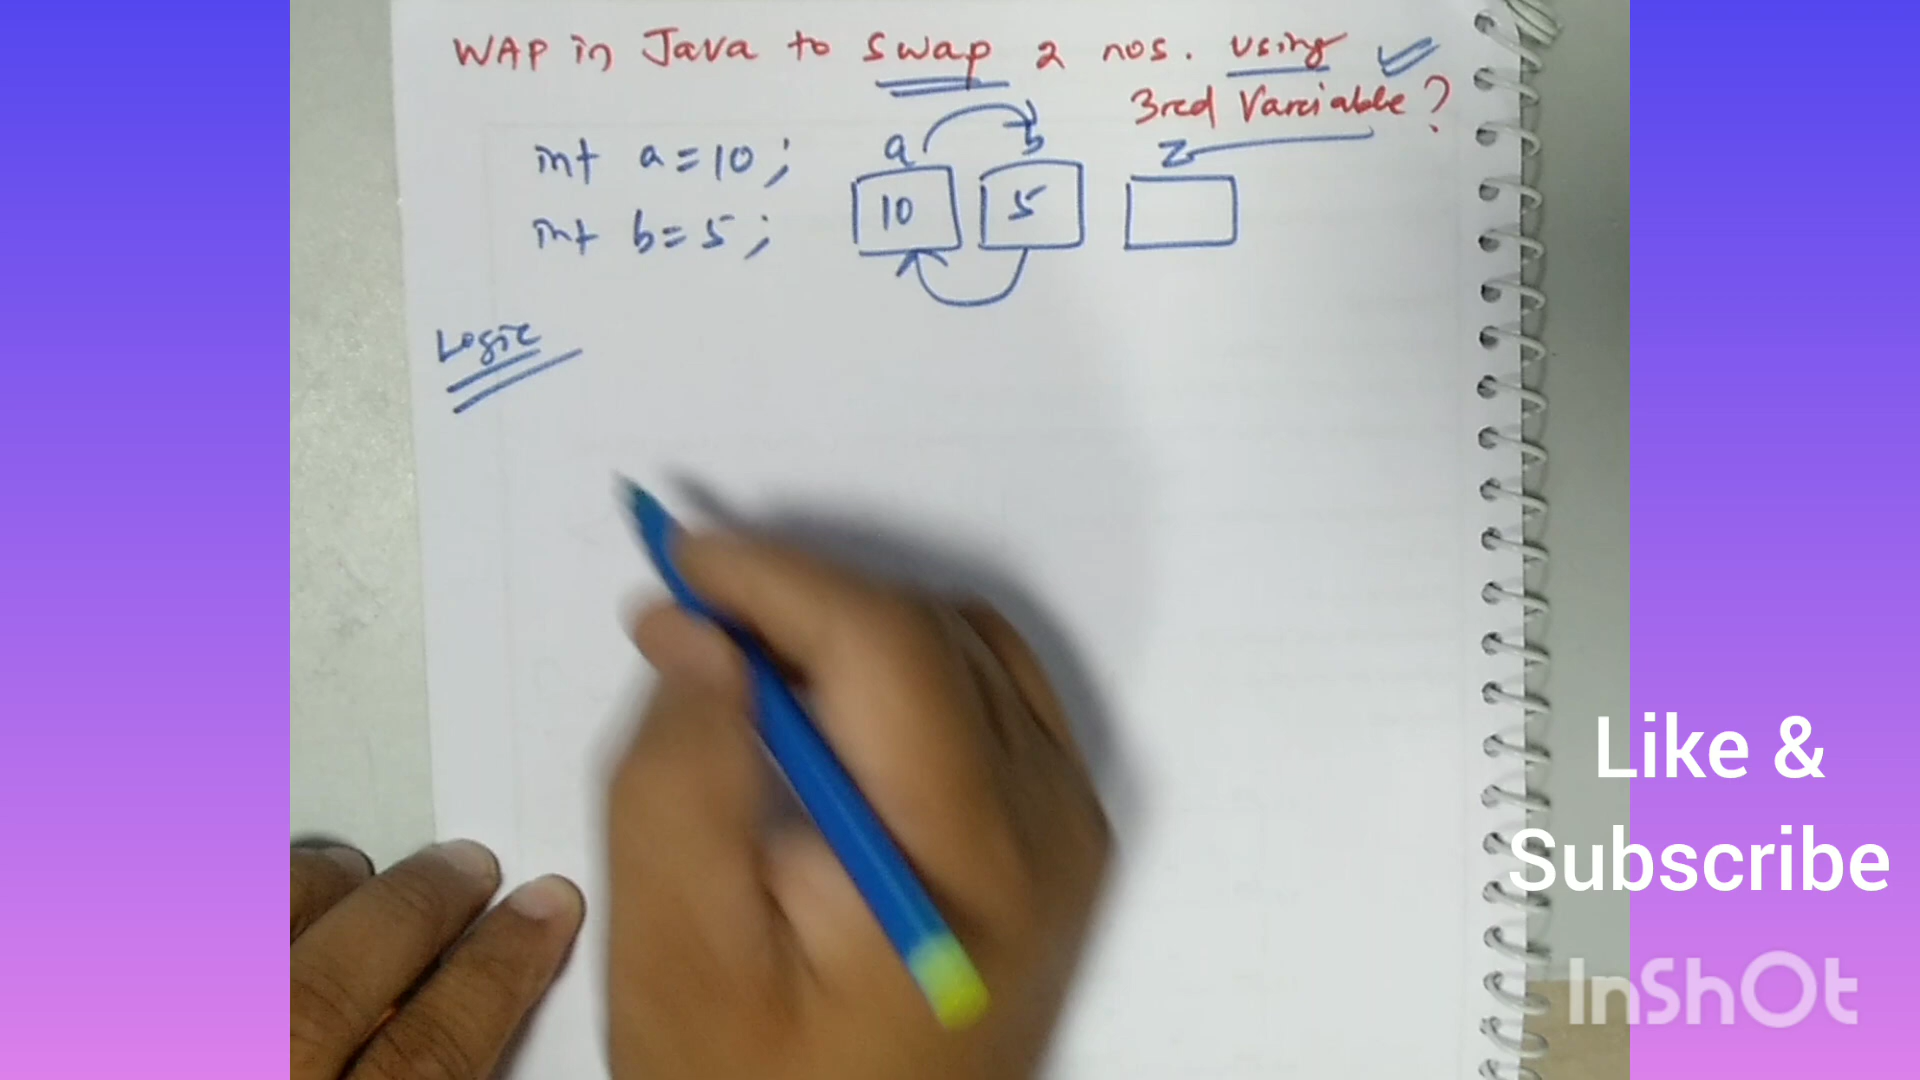 WAP in Java to swap 2 nos. using
3rd Variable?
int a=10;
a b z
10 5
int b=5;
Logic
Like &
Subscribe
InShOt